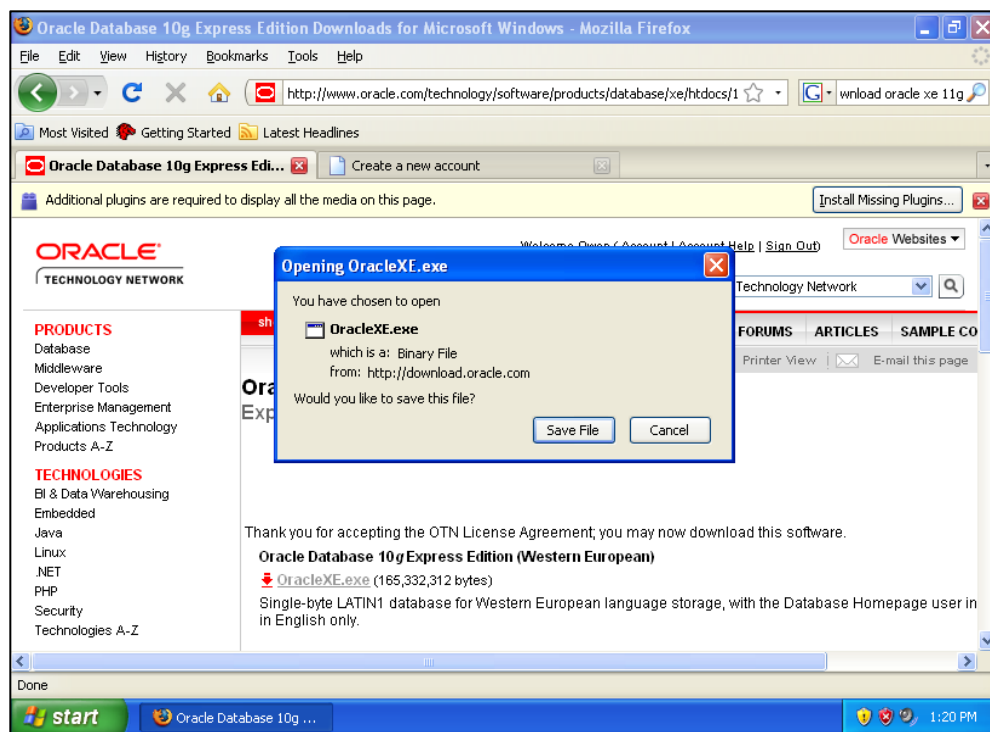 Oracle Database 10g Express Edition Downloads for Microsoft Windows - Mozilla Firefox
File Edit View History Bookmarks Tools Help
http://www.oracle.com/technology/software/products/database/xe/htdocs/1 wnload oracle xe 11g
Most Visited Getting Started Latest Headlines
Oracle Database 10g Express Edi... Create a new account
Additional plugins are required to display all the media on this page. Install Missing Plugins...
ORACLE
TECHNOLOGY NETWORK
Welcome Owen ( Account | Account Help | Sign Out) Oracle Websites
Technology Network
Opening OracleXE.exe
You have chosen to open
OracleXE.exe
which is a: Binary File
from: http://download.oracle.com
Would you like to save this file?
Save File Cancel
sh FORUMS ARTICLES SAMPLE CO
Printer View | E-mail this page
Ora
Exp
PRODUCTS
Database
Middleware
Developer Tools
Enterprise Management
Applications Technology
Products A-Z
TECHNOLOGIES
BI & Data Warehousing
Embedded
Java
Linux
.NET
PHP
Security
Technologies A-Z
Thank you for accepting the OTN License Agreement; you may now download this software.
Oracle Database 10g Express Edition (Western European)
OracleXE.exe (165,332,312 bytes)
Single-byte LATIN1 database for Western European language storage, with the Database Homepage user in
in English only.
Done
start Oracle Database 10g ... 1:20 PM